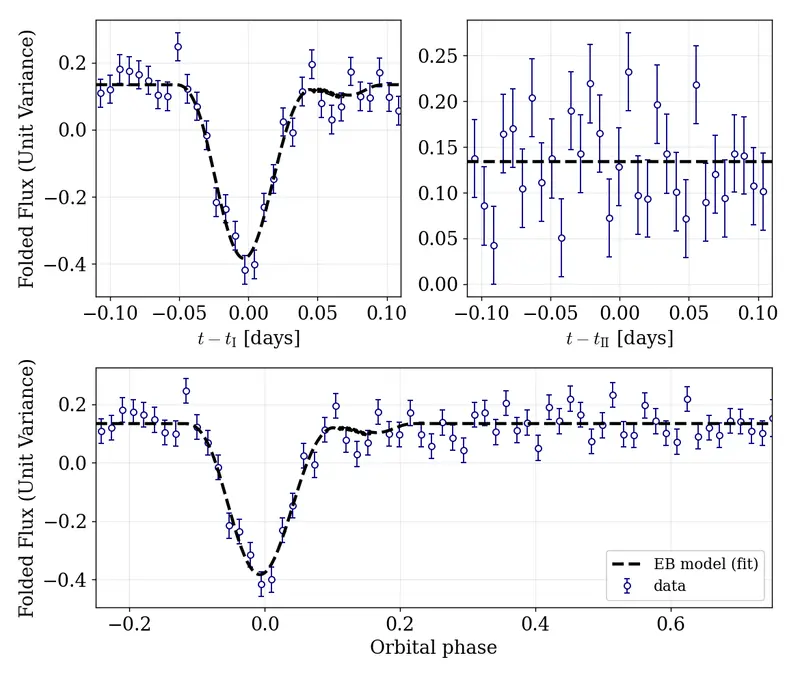 Folded Flux (Unit Variance)
0.2
0.0
−0.2
−0.4
−0.10 −0.05 0.00 0.05 0.10
t − tI [days]
0.25
0.20
0.15
0.10
0.05
0.00
−0.10 −0.05 0.00 0.05 0.10
t − tII [days]
Folded Flux (Unit Variance)
0.2
0.0
−0.2
−0.4
−0.2 0.0 0.2 0.4 0.6
Orbital phase
EB model (fit)
data